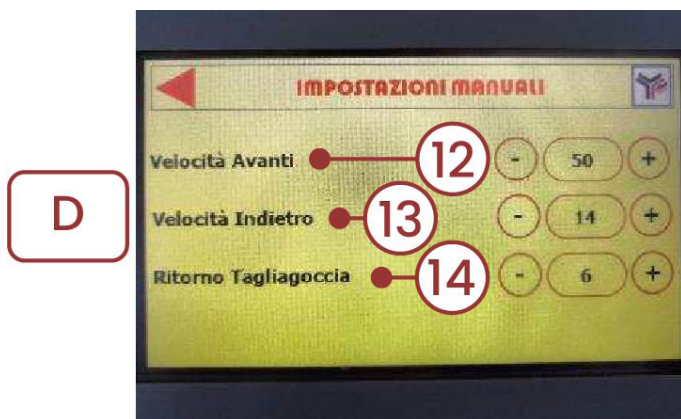 IMPOSTAZIONI MANUALI
D
Velocità Avanti 12 - 50 +
Velocità Indietro 13 - 14 +
Ritorno Tagliagoccia 14 - 6 +